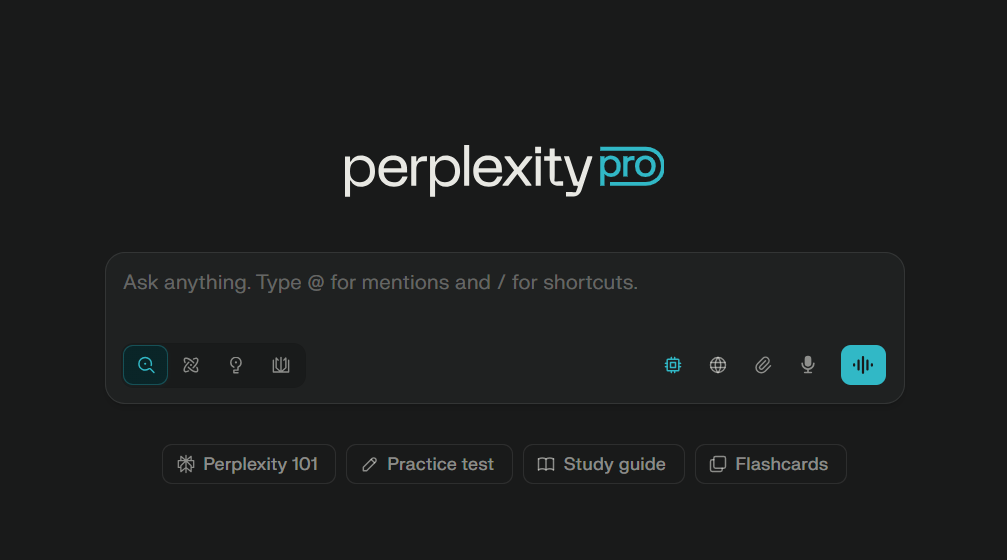 perplexity pro
Ask anything. Type @ for mentions and / for shortcuts.
Perplexity 101 Practice test Study guide Flashcards